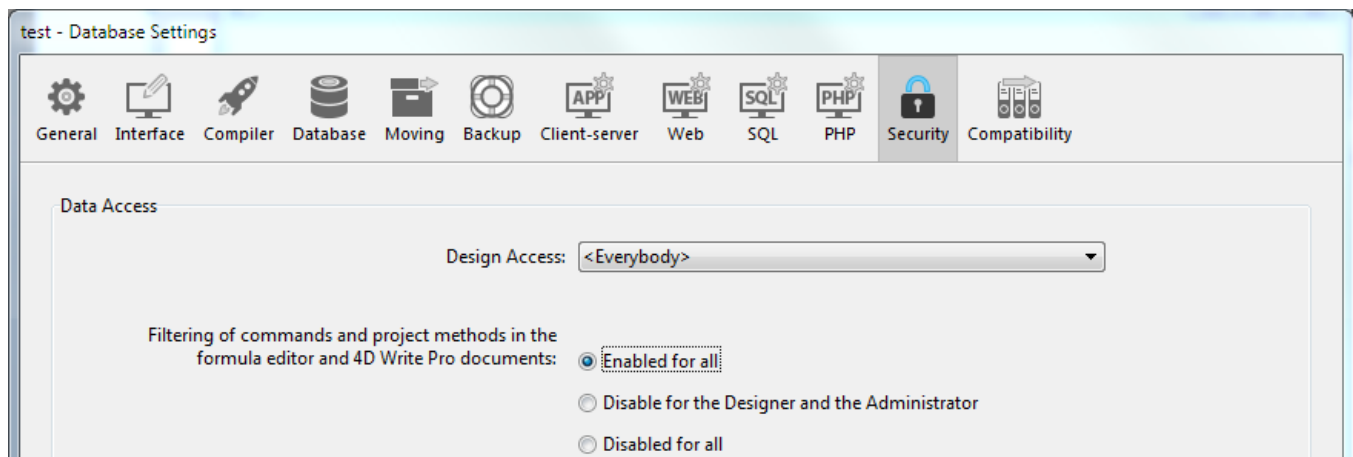 test - Database Settings
APP WEB SQL PHP
General Interface Compiler Database Moving Backup Client-server Web SQL PHP Security Compatibility
Data Access
Design Access: <Everybody>
Filtering of commands and project methods in the
formula editor and 4D Write Pro documents: Enabled for all
Disable for the Designer and the Administrator
Disabled for all